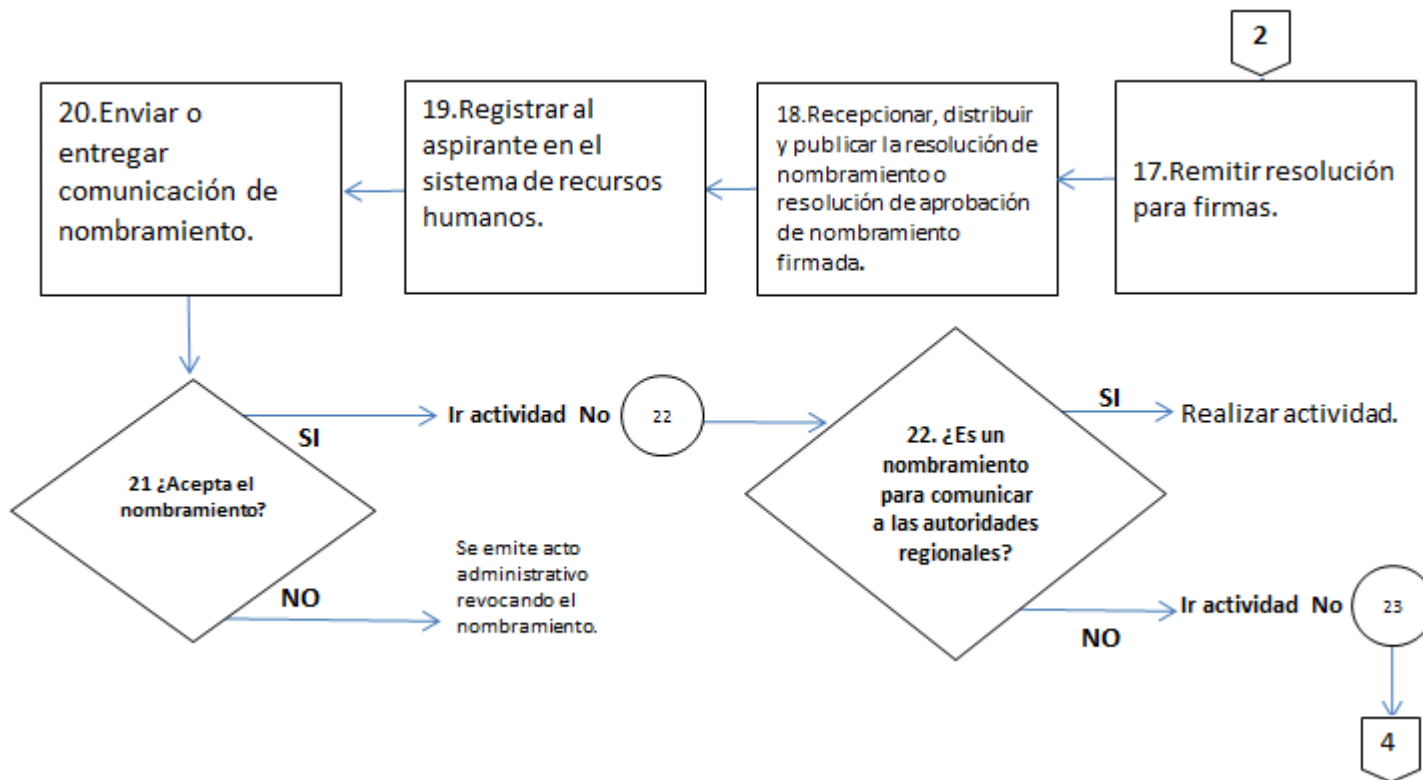 2
20.Enviar o
entregar
comunicación de
nombramiento.
19.Registrar al
aspirante en el
sistema de recursos
humanos.
18.Recepcionar, distribuir
y publicar la resolución de
nombramiento o
resolución de aprobación
de nombramiento
firmada.
17.Remitir resolución
para firmas.
21 ¿Acepta el
nombramiento?
SI
Ir actividad No
22
NO
Se emite acto
administrativo
revocando el
nombramiento.
22. ¿Es un
nombramiento
para comunicar
a las autoridades
regionales?
SI
Realizar actividad.
NO
Ir actividad No
23
4